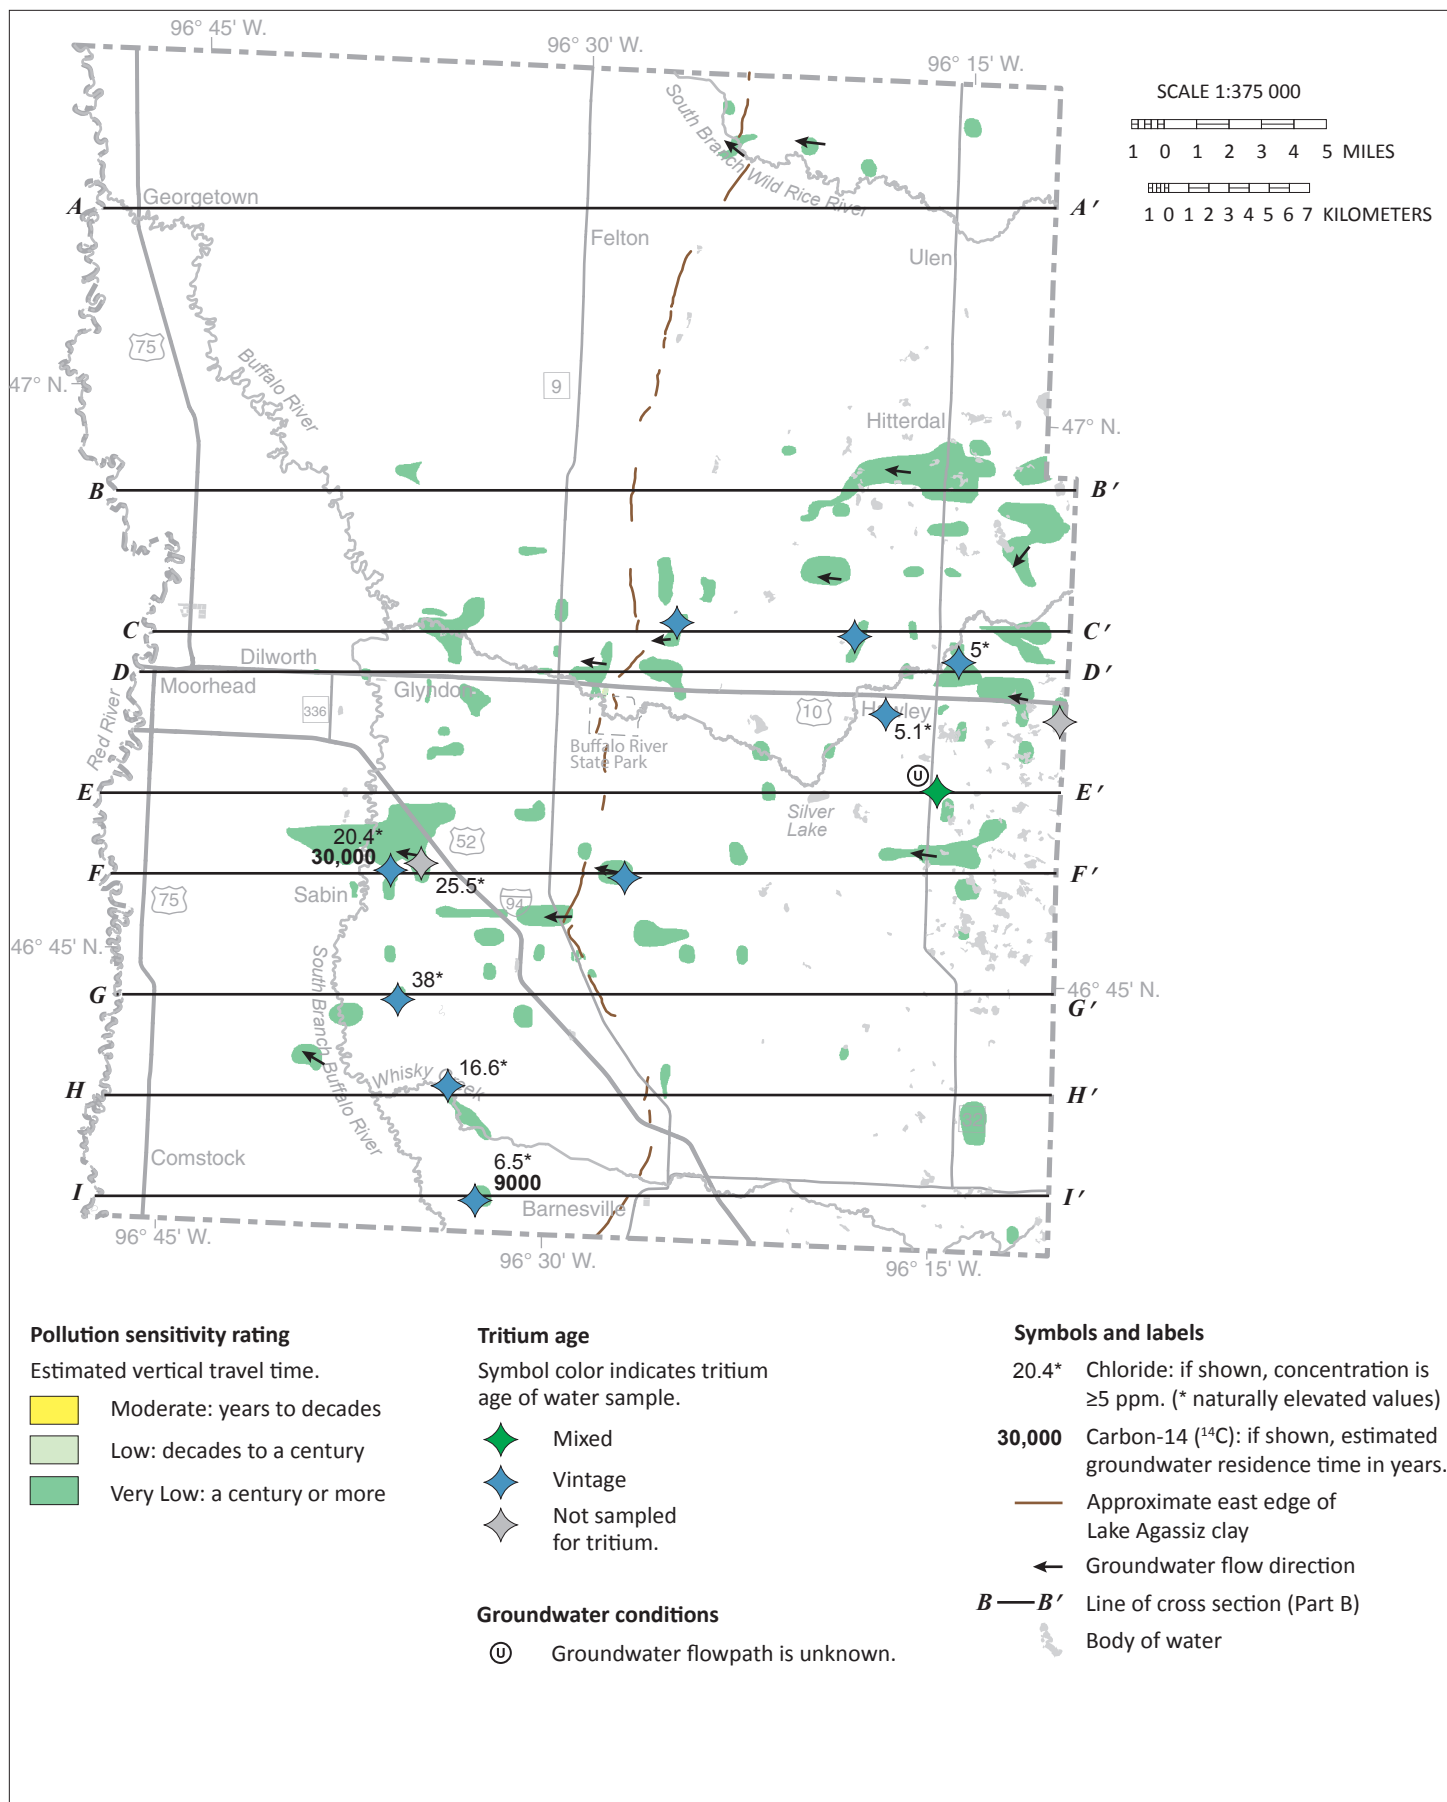 96° 45' W.
96° 30' W.
96° 15' W.
SCALE 1:375 000
1 0 1 2 3 4 5 MILES
1 0 1 2 3 4 5 6 7 KILOMETERS
South Branch Wild Rice River
Georgetown
A
A'
Felton
Ulen
75
Buffalo River
47° N.
9
Hitterdal
47° N.
B
B'
C
C'
Dilworth
5*
D
D'
Moorhead
Glyndon
336
10
Hawley
5.1*
Red River
Buffalo River
State Park
U
E
E'
Silver
Lake
20.4*
52
30,000
F
F'
25.5*
Sabin
75
94
46° 45' N.
South Branch Buffalo River
38*
G
46° 45' N.
G'
16.6*
Whisky Creek
H
H'
32
Comstock
6.5*
9000
I
I'
Barnesville
96° 45' W.
96° 30' W.
96° 15' W.
Pollution sensitivity rating
Estimated vertical travel time.
Moderate: years to decades
Low: decades to a century
Very Low: a century or more
Tritium age
Symbol color indicates tritium
age of water sample.
Mixed
Vintage
Not sampled
for tritium.
Groundwater conditions
U Groundwater flowpath is unknown.
Symbols and labels
20.4* Chloride: if shown, concentration is
≥5 ppm. (* naturally elevated values)
30,000 Carbon-14 (¹⁴C): if shown, estimated
groundwater residence time in years.
Approximate east edge of
Lake Agassiz clay
Groundwater flow direction
B B' Line of cross section (Part B)
Body of water